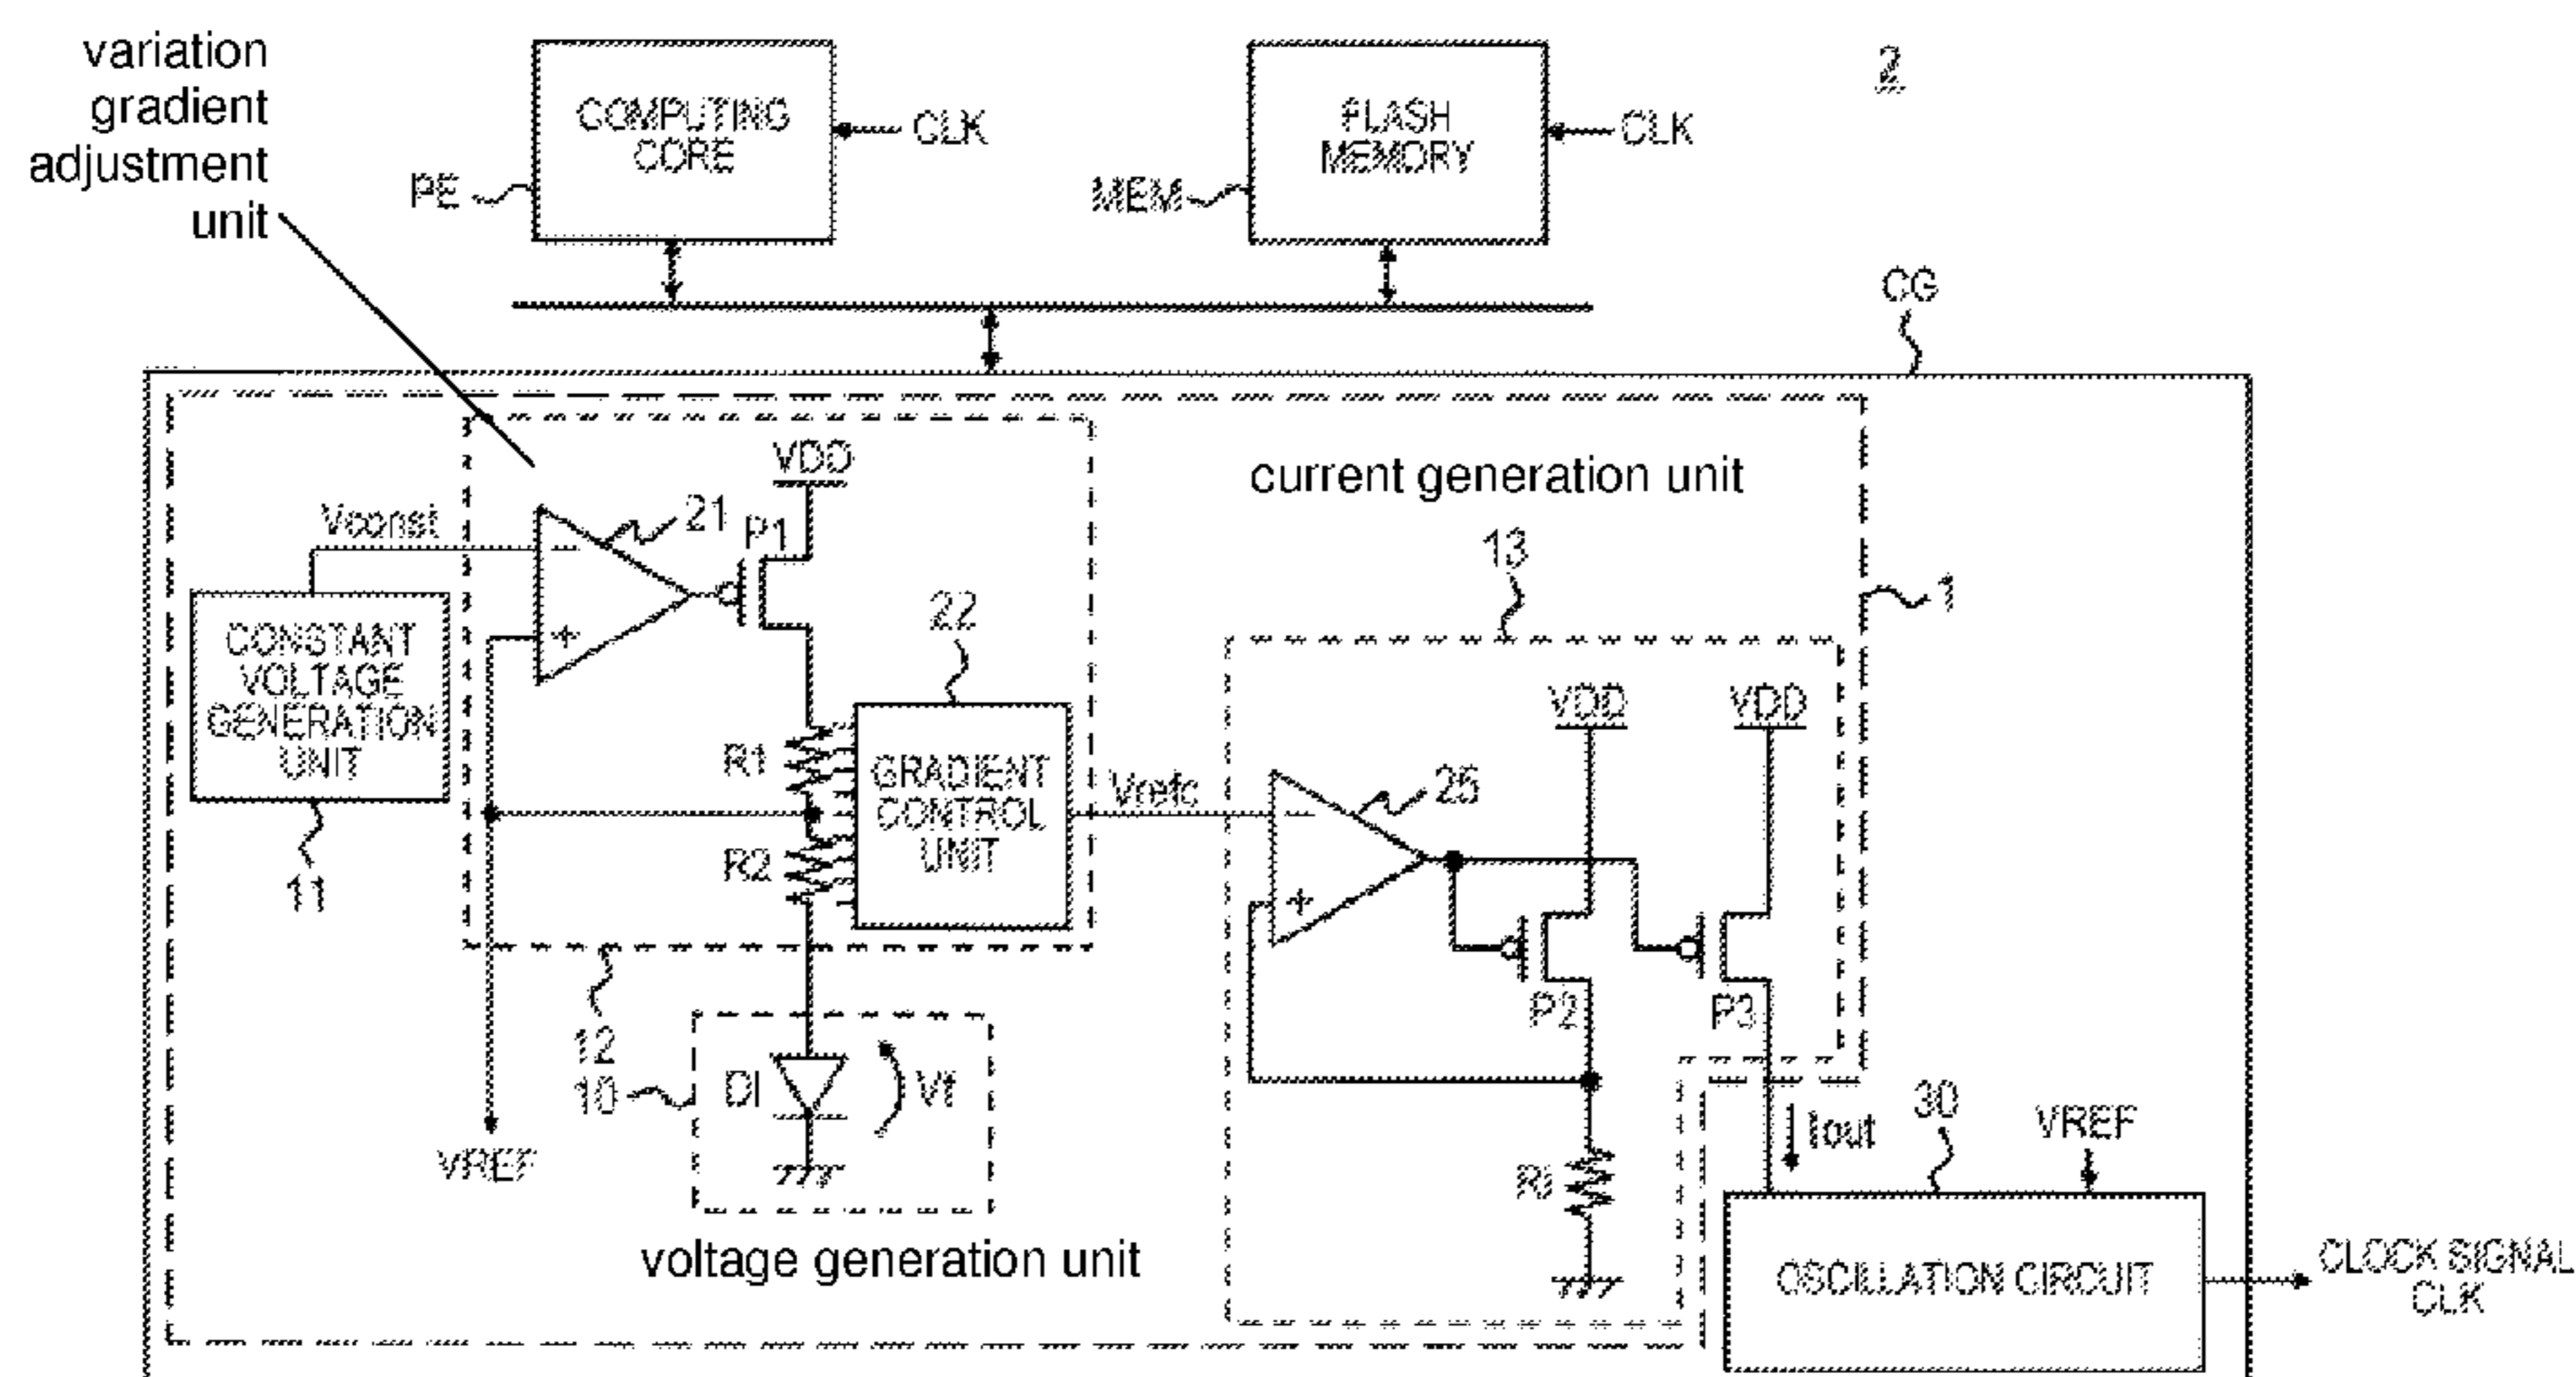 variation
gradient
adjustment
unit
COMPUTING
CORE
CLK
PE
FLASH
MEMORY
CLK
MEM
2
CG
VDD
current generation unit
Vconst
21
P1
13
1
CONSTANT
VOLTAGE
GENERATION
UNIT
11
22
R1
R2
GRADIENT
CONTROL
UNIT
Vrefc
25
VDD
VDD
P2
P3
12
10
DI
Vf
VREF
voltage generation unit
Ri
Iout
30
VREF
OSCILLATION CIRCUIT
CLOCK SIGNAL
CLK